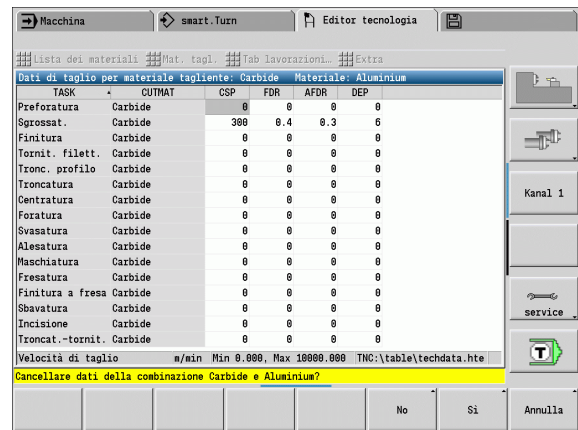 Macchina smart.Turn Editor tecnologia
Lista dei materiali Mat. tagl. Tab lavorazioni… Extra
Dati di taglio per materiale tagliente: Carbide Materiale: Aluminium
TASK CUTMAT CSP FDR AFDR DEP
Preforatura Carbide 0 0 0 0
Sgrossat. Carbide 300 0.4 0.3 6
Finitura Carbide 0 0 0 0
Tornit. filett. Carbide 0 0 0 0
Tronc. profilo Carbide 0 0 0 0
Troncatura Carbide 0 0 0 0
Centratura Carbide 0 0 0 0
Foratura Carbide 0 0 0 0
Svasatura Carbide 0 0 0 0
Alesatura Carbide 0 0 0 0
Maschiatura Carbide 0 0 0 0
Fresatura Carbide 0 0 0 0
Finitura a fresa Carbide 0 0 0 0
Sbavatura Carbide 0 0 0 0
Incisione Carbide 0 0 0 0
Troncat.-tornit. Carbide 0 0 0 0
Velocità di taglio m/min Min 0.000, Max 10000.000 TNC:\table\techdata.hte
Cancellare dati della combinazione Carbide e Aluminium?
No Si Annulla
Kanal 1
service
T